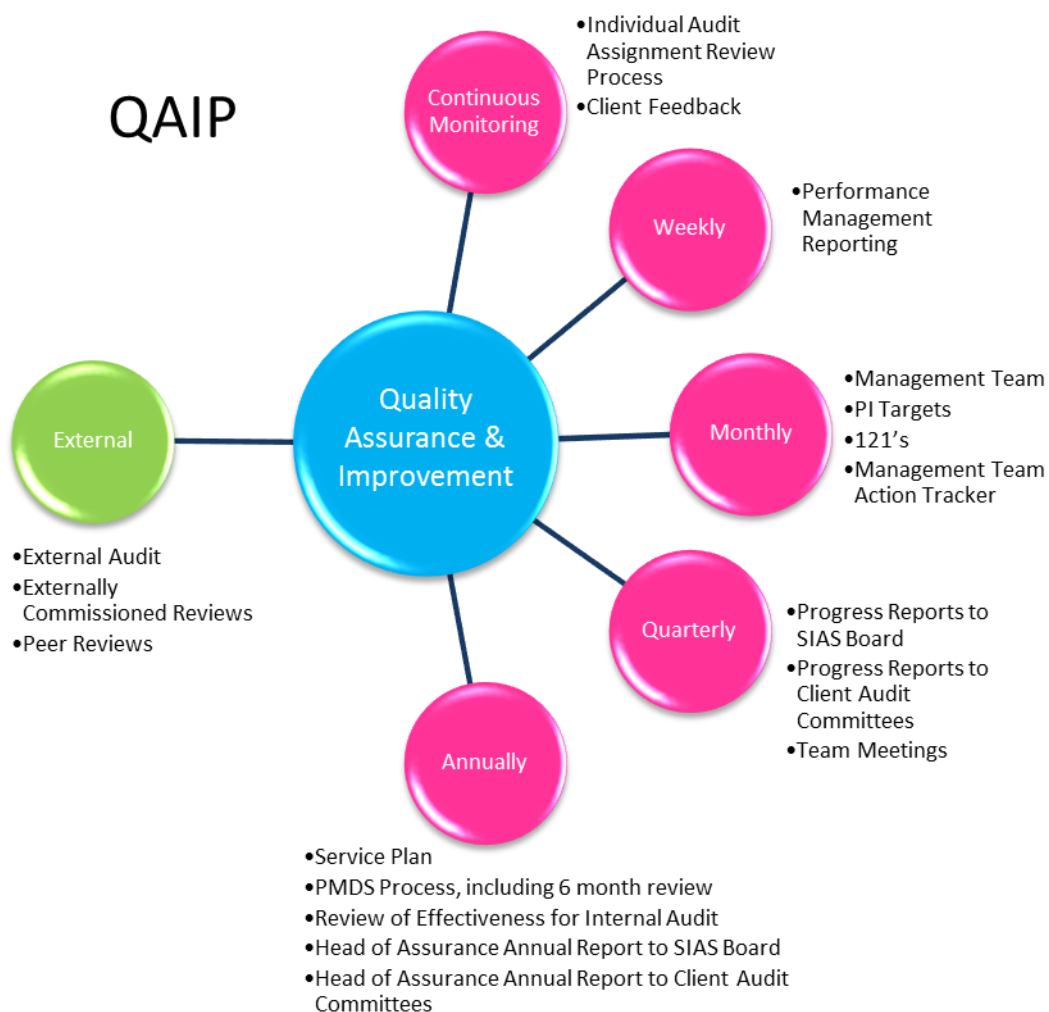 QAIP
Continuous
Monitoring
•Individual Audit
Assignment Review
Process
•Client Feedback
Weekly
•Performance
Management
Reporting
Quality
Assurance &
Improvement
External
•External Audit
•Externally
Commissioned Reviews
•Peer Reviews
Monthly
•Management Team
•PI Targets
•121’s
•Management Team
Action Tracker
Quarterly
•Progress Reports to
SIAS Board
•Progress Reports to
Client Audit
Committees
•Team Meetings
Annually
•Service Plan
•PMDS Process, including 6 month review
•Review of Effectiveness for Internal Audit
•Head of Assurance Annual Report to SIAS Board
•Head of Assurance Annual Report to Client Audit
Committees